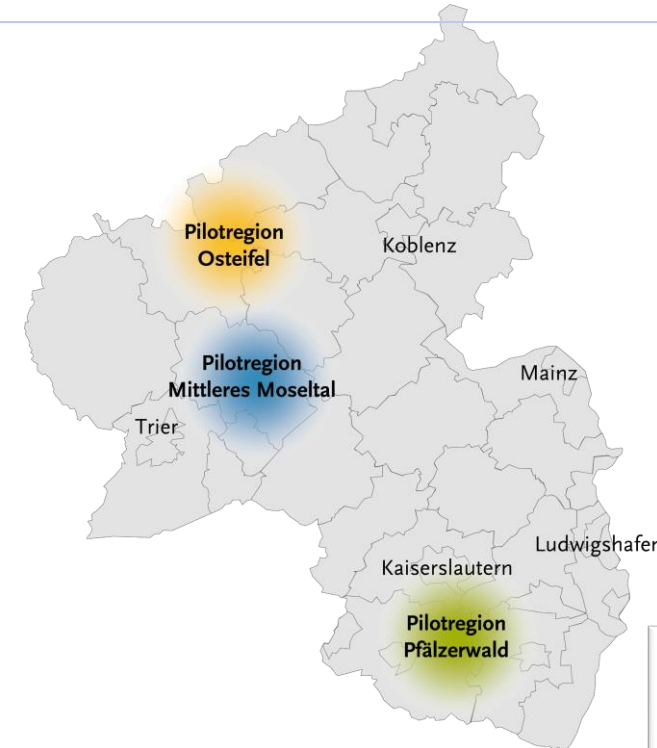 Pilotregion
Osteifel
Koblenz
Pilotregion
Mittleres Moseltal
Mainz
Trier
Ludwigshafen
Kaiserslautern
Pilotregion
Pfälzerwald